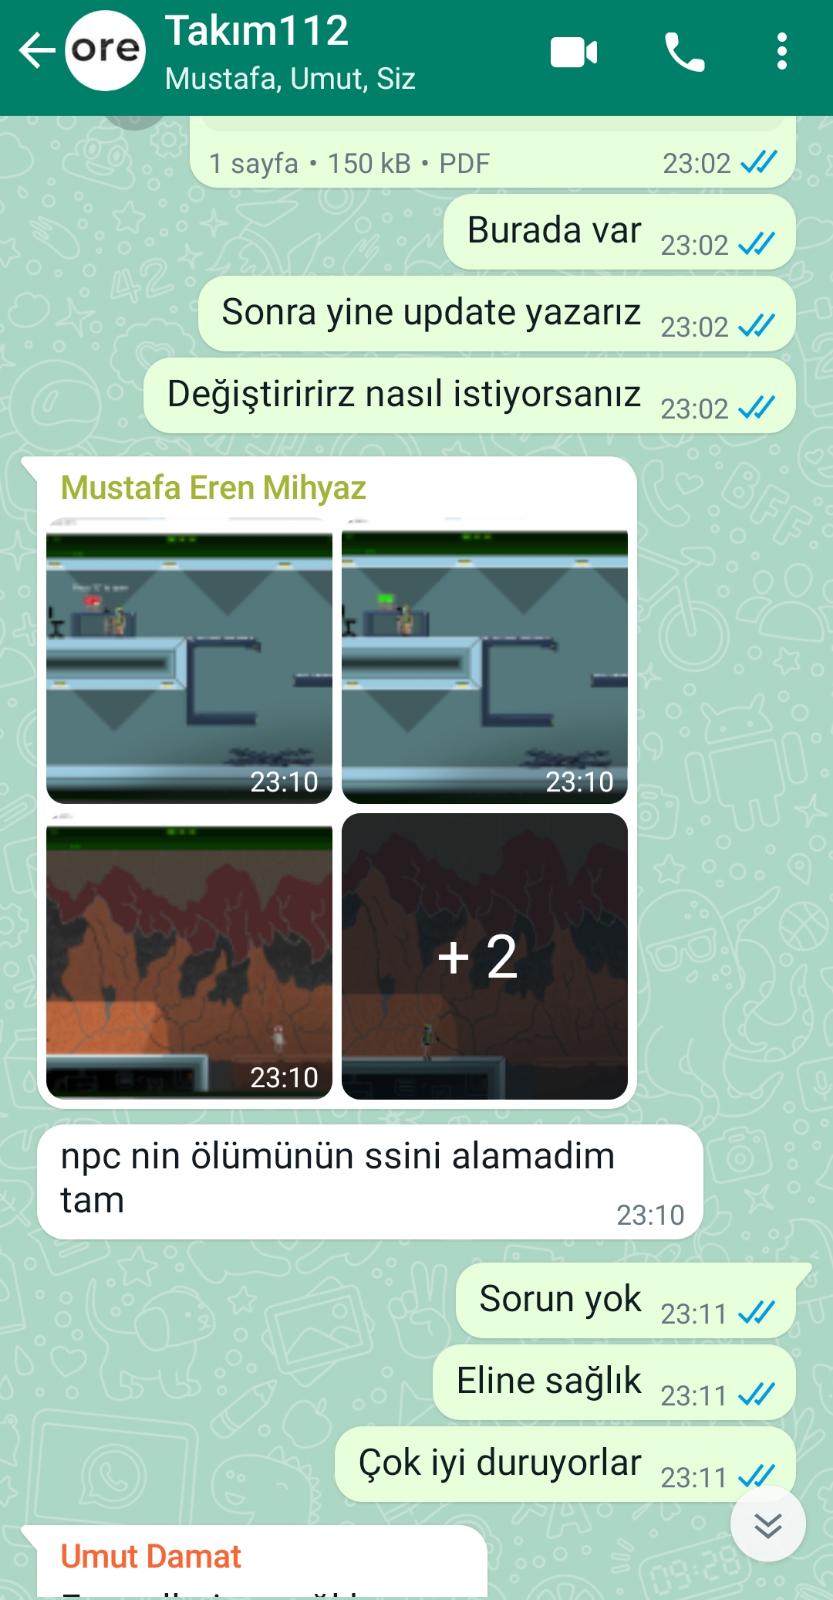 ore
Takım112
Mustafa, Umut, Siz
1 sayfa • 150 kB • PDF 23:02
Burada var 23:02
Sonra yine update yazarız 23:02
Değiştiririrz nasıl istiyorsanız 23:02
Mustafa Eren Mihyaz
23:10 23:10
23:10 + 2
npc nin ölümünün ssini alamadim
tam 23:10
Sorun yok 23:11
Eline sağlık 23:11
Çok iyi duruyorlar 23:11
Umut Damat